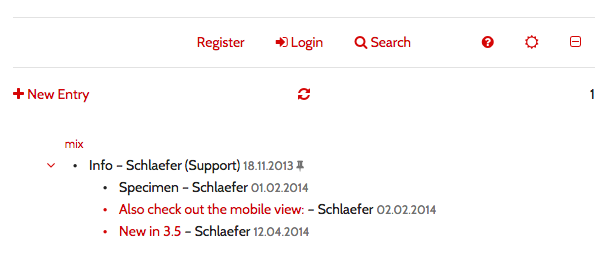 Register Login Search
New Entry 1
mix
Info – Schlaefer (Support) 18.11.2013
Specimen – Schlaefer 01.02.2014
Also check out the mobile view: – Schlaefer 02.02.2014
New in 3.5 – Schlaefer 12.04.2014